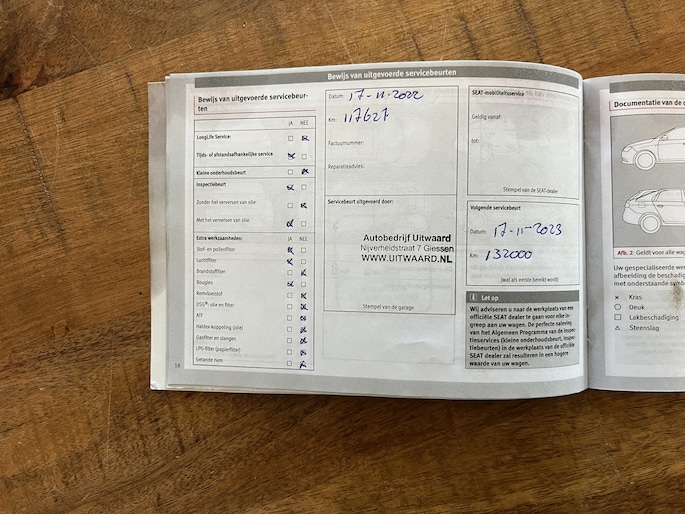 Bewijs van uitgevoerde servicebeurten
Bewijs van uitgevoerde servicebeur-
ten
JA NEE
LongLife Service:
Tijds- of afstandsafhankelijke service
Kleine onderhoudsbeurt
Inspectiebeurt
Zonder het verversen van olie
Met het verversen van olie
Extra werkzaamheden: JA NEE
Stof- en pollenfilter
Luchtfilter
Brandstoffilter
Bougies
Remvloeistof
DSG®: olie en filter
ATF
Haldex-koppeling (olie)
Gasfilter en slangen
LPG-filter (papierfilter)
Getande riem
Datum: 17-11-2022
Km: 117627
Factuurnummer:
Reparatieadvies:
Servicebeurt uitgevoerd door:
Autobedrijf Uitwaard
Nijverheidstraat 7 Giessen
WWW.UITWAARD.NL
Stempel van de garage
SEAT-mobiliteitsservice
Geldig vanaf:
tot:
Stempel van de SEAT-dealer
Volgende servicebeurt
Datum: 17-11-2023
Km: 132000
(wat als eerste bereikt word)
Let op
Wij adviseren u naar de werkplaats van een
officiële SEAT dealer te gaan voor elke in-
greep aan uw wagen. De perfecte naleving
van het Algemeen Programma van de inspec-
tieservices (kleine onderhoudsbeurt, inspec-
tiebeurten) in de werkplaats van de officiële
SEAT dealer zal resulteren in een hogere
waarde van uw wagen.
Documentatie van de
Afb. 2 Geldt voor alle
Uw gespecialiseerde
afbeelding de
met onderstaande
× Kras
○ Deuk
□ Lakbeschadiging
△ Steenslag